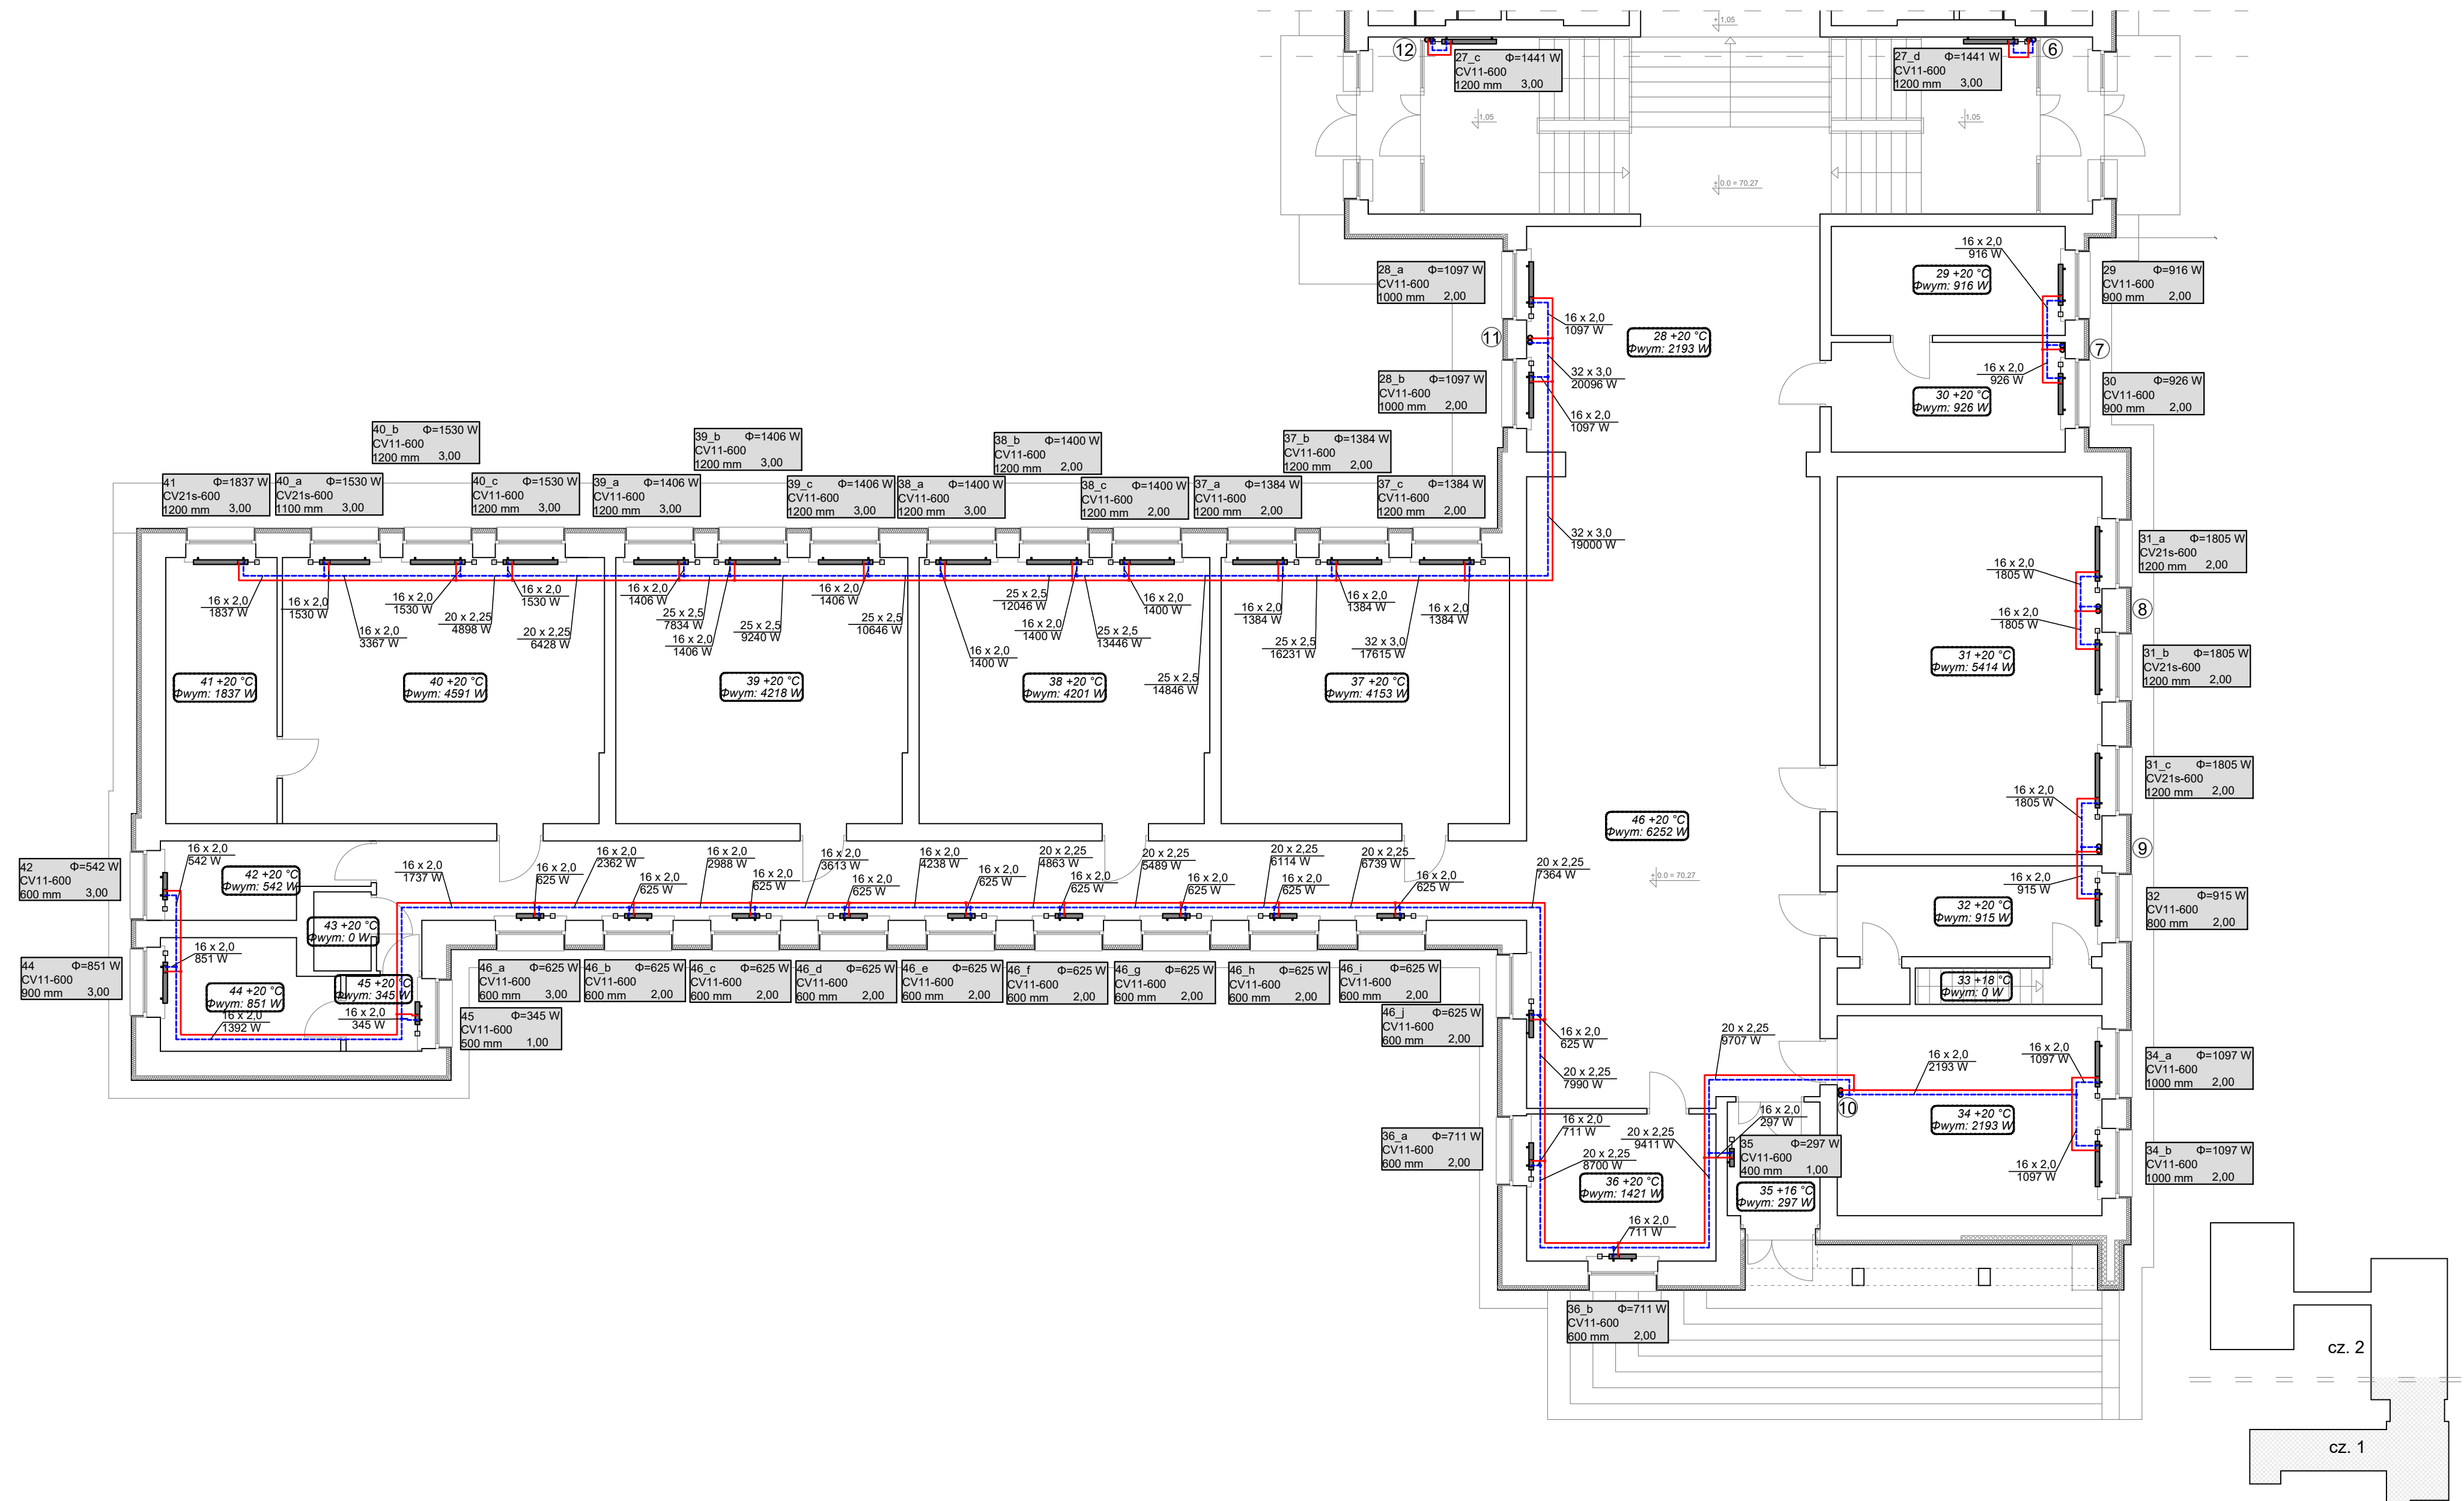 + 1,05
12
27_c Φ=1441 W
CV11-600
1200 mm 3,00
27_d Φ=1441 W
CV11-600
1200 mm 3,00
6
- 1,05
- 1,05
+ 0.0 = 70,27
28_a Φ=1097 W
CV11-600
1000 mm 2,00
11
16 x 2,0
1097 W
28 +20 °C
Φwym: 2193 W
32 x 3,0
20096 W
28_b Φ=1097 W
CV11-600
1000 mm 2,00
16 x 2,0
1097 W
32 x 3,0
19000 W
16 x 2,0
916 W
29 +20 °C
Φwym: 916 W
29 Φ=916 W
CV11-600
900 mm 2,00
7
16 x 2,0
926 W
30 +20 °C
Φwym: 926 W
30 Φ=926 W
CV11-600
900 mm 2,00
40_b Φ=1530 W
CV11-600
1200 mm 3,00
39_b Φ=1406 W
CV11-600
1200 mm 3,00
38_b Φ=1400 W
CV11-600
1200 mm 2,00
37_b Φ=1384 W
CV11-600
1200 mm 2,00
41 Φ=1837 W
CV21s-600
1200 mm 3,00
40_a Φ=1530 W
CV21s-600
1100 mm 3,00
40_c Φ=1530 W
CV11-600
1200 mm 3,00
39_a Φ=1406 W
CV11-600
1200 mm 3,00
39_c Φ=1406 W
CV11-600
1200 mm 3,00
38_a Φ=1400 W
CV11-600
1200 mm 3,00
38_c Φ=1400 W
CV11-600
1200 mm 2,00
37_a Φ=1384 W
CV11-600
1200 mm 2,00
37_c Φ=1384 W
CV11-600
1200 mm 2,00
16 x 2,0
1837 W
16 x 2,0
1530 W
16 x 2,0
3367 W
16 x 2,0
1530 W
20 x 2,25
4898 W
16 x 2,0
1530 W
20 x 2,25
6428 W
16 x 2,0
1406 W
25 x 2,5
7834 W
16 x 2,0
1406 W
25 x 2,5
9240 W
16 x 2,0
1406 W
25 x 2,5
10646 W
16 x 2,0
1400 W
25 x 2,5
12046 W
16 x 2,0
1400 W
25 x 2,5
13446 W
16 x 2,0
1400 W
25 x 2,5
14846 W
16 x 2,0
1384 W
25 x 2,5
16231 W
16 x 2,0
1384 W
32 x 3,0
17615 W
16 x 2,0
1384 W
41 +20 °C
Φwym: 1837 W
40 +20 °C
Φwym: 4591 W
39 +20 °C
Φwym: 4218 W
38 +20 °C
Φwym: 4201 W
37 +20 °C
Φwym: 4153 W
31_a Φ=1805 W
CV21s-600
1200 mm 2,00
16 x 2,0
1805 W
8
16 x 2,0
1805 W
31 +20 °C
Φwym: 5414 W
31_b Φ=1805 W
CV21s-600
1200 mm 2,00
31_c Φ=1805 W
CV21s-600
1200 mm 2,00
16 x 2,0
1805 W
9
16 x 2,0
915 W
32 +20 °C
Φwym: 915 W
32 Φ=915 W
CV11-600
800 mm 2,00
33 +18 °C
Φwym: 0 W
46 +20 °C
Φwym: 6252 W
+ 0.0 = 70,27
42 Φ=542 W
CV11-600
600 mm 3,00
16 x 2,0
542 W
42 +20 °C
Φwym: 542 W
43 +20 °C
Φwym: 0 W
44 Φ=851 W
CV11-600
900 mm 3,00
16 x 2,0
851 W
44 +20 °C
Φwym: 851 W
16 x 2,0
1392 W
45 +20 °C
Φwym: 345 W
16 x 2,0
345 W
45 Φ=345 W
CV11-600
500 mm 1,00
16 x 2,0
1737 W
16 x 2,0
625 W
16 x 2,0
2362 W
16 x 2,0
625 W
16 x 2,0
2988 W
16 x 2,0
625 W
16 x 2,0
3613 W
16 x 2,0
625 W
16 x 2,0
4238 W
16 x 2,0
625 W
20 x 2,25
4863 W
16 x 2,0
625 W
20 x 2,25
5489 W
16 x 2,0
625 W
20 x 2,25
6114 W
16 x 2,0
625 W
20 x 2,25
6739 W
16 x 2,0
625 W
20 x 2,25
7364 W
46_a Φ=625 W
CV11-600
600 mm 3,00
46_b Φ=625 W
CV11-600
600 mm 2,00
46_c Φ=625 W
CV11-600
600 mm 2,00
46_d Φ=625 W
CV11-600
600 mm 2,00
46_e Φ=625 W
CV11-600
600 mm 2,00
46_f Φ=625 W
CV11-600
600 mm 2,00
46_g Φ=625 W
CV11-600
600 mm 2,00
46_h Φ=625 W
CV11-600
600 mm 2,00
46_i Φ=625 W
CV11-600
600 mm 2,00
46_j Φ=625 W
CV11-600
600 mm 2,00
16 x 2,0
625 W
20 x 2,25
7990 W
20 x 2,25
9707 W
36_a Φ=711 W
CV11-600
600 mm 2,00
16 x 2,0
711 W
20 x 2,25
8700 W
20 x 2,25
9411 W
16 x 2,0
297 W
35 Φ=297 W
CV11-600
400 mm 1,00
36 +20 °C
Φwym: 1421 W
35 +16 °C
Φwym: 297 W
16 x 2,0
711 W
36_b Φ=711 W
CV11-600
600 mm 2,00
10
16 x 2,0
2193 W
16 x 2,0
1097 W
34 +20 °C
Φwym: 2193 W
16 x 2,0
1097 W
34_a Φ=1097 W
CV11-600
1000 mm 2,00
34_b Φ=1097 W
CV11-600
1000 mm 2,00
cz. 2
cz. 1